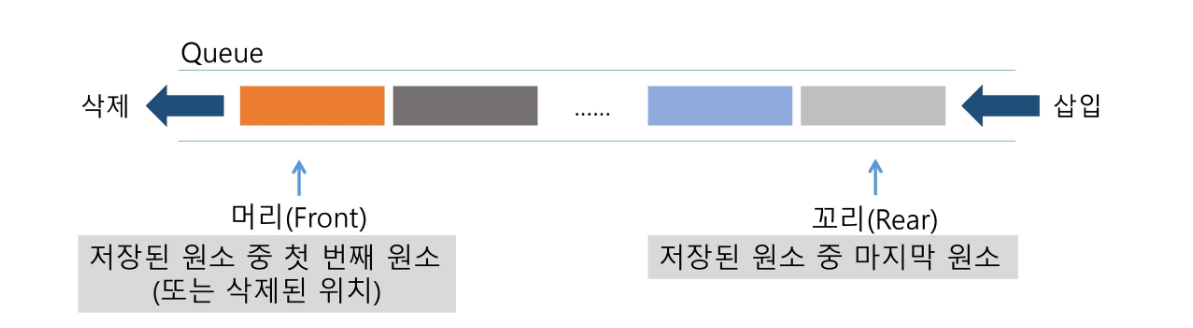 Queue
삭제
......
삽입
머리(Front)
저장된 원소 중 첫 번째 원소
(또는 삭제된 위치)
꼬리(Rear)
저장된 원소 중 마지막 원소